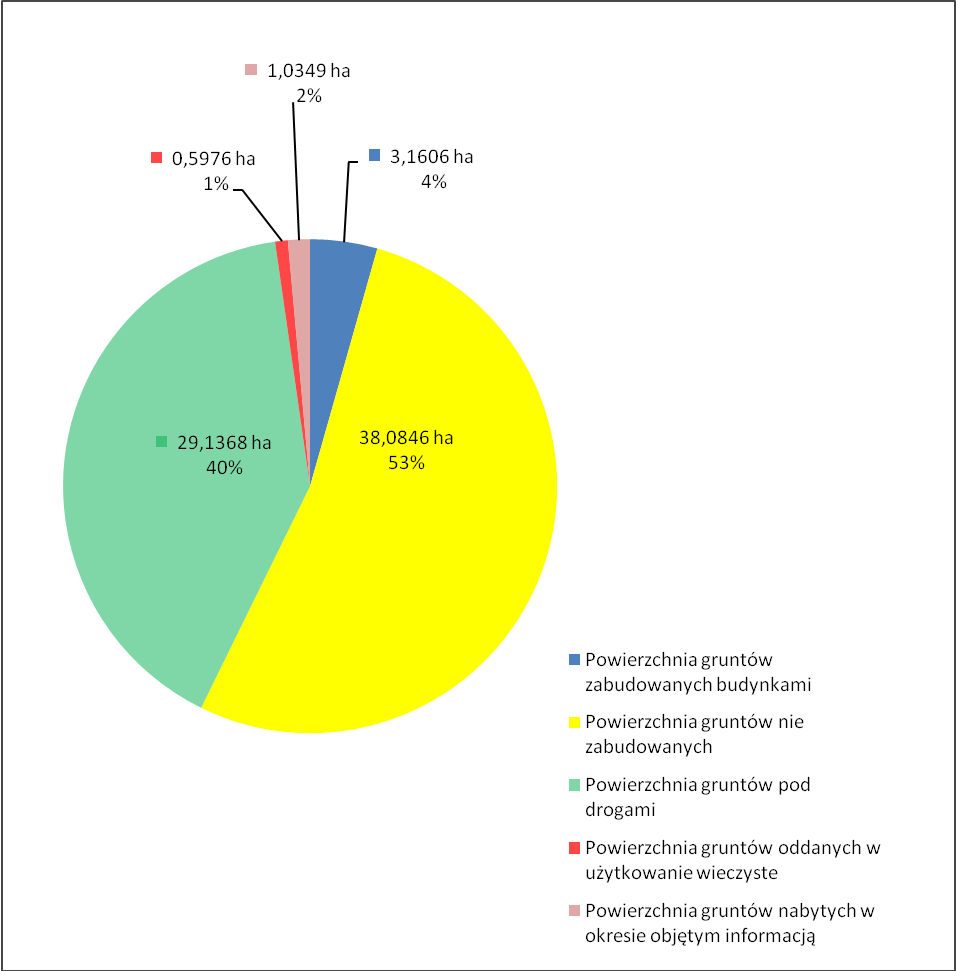 1,0349 ha
2%
0,5976 ha
1%
3,1606 ha
4%
29,1368 ha
40%
38,0846 ha
53%
Powierzchnia gruntów
zabudowanych budynkami
Powierzchnia gruntów nie
zabudowanych
Powierzchnia gruntów pod
drogami
Powierzchnia gruntów oddanych w
użytkowanie wieczyste
Powierzchnia gruntów nabytych w
okresie objętym informacją